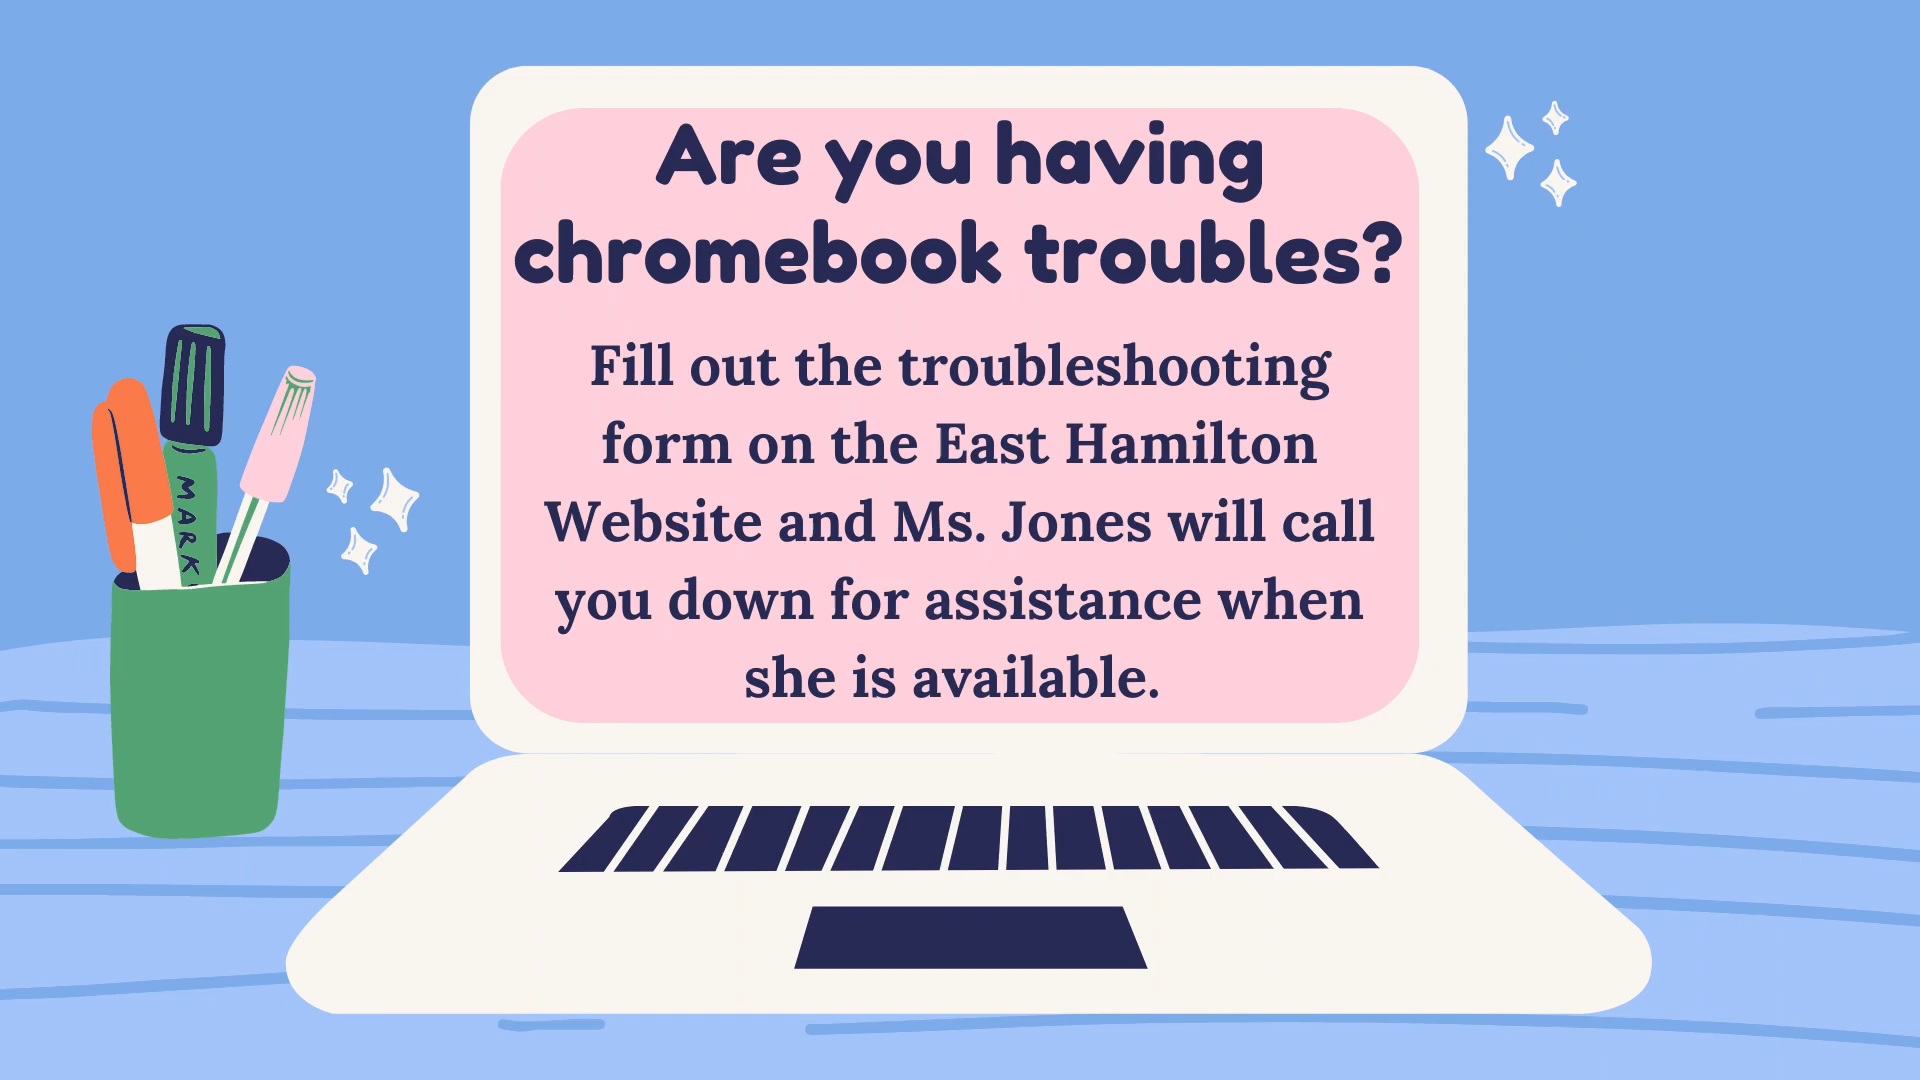 Are you having
chromebook troubles?
Fill out the troubleshooting
form on the East Hamilton
Website and Ms. Jones will call
you down for assistance when
she is available.
MARK